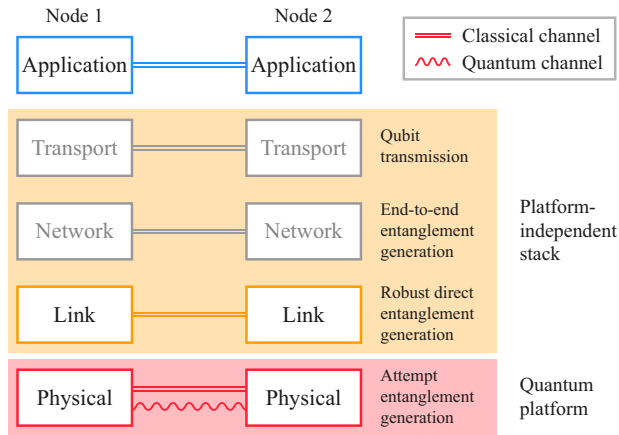 Node 1
Node 2
Classical channel
Quantum channel
Application
Application
Transport
Transport
Qubit
transmission
Network
Network
End-to-end
entanglement
generation
Platform-
independent
stack
Link
Link
Robust direct
entanglement
generation
Physical
Physical
Attempt
entanglement
generation
Quantum
platform